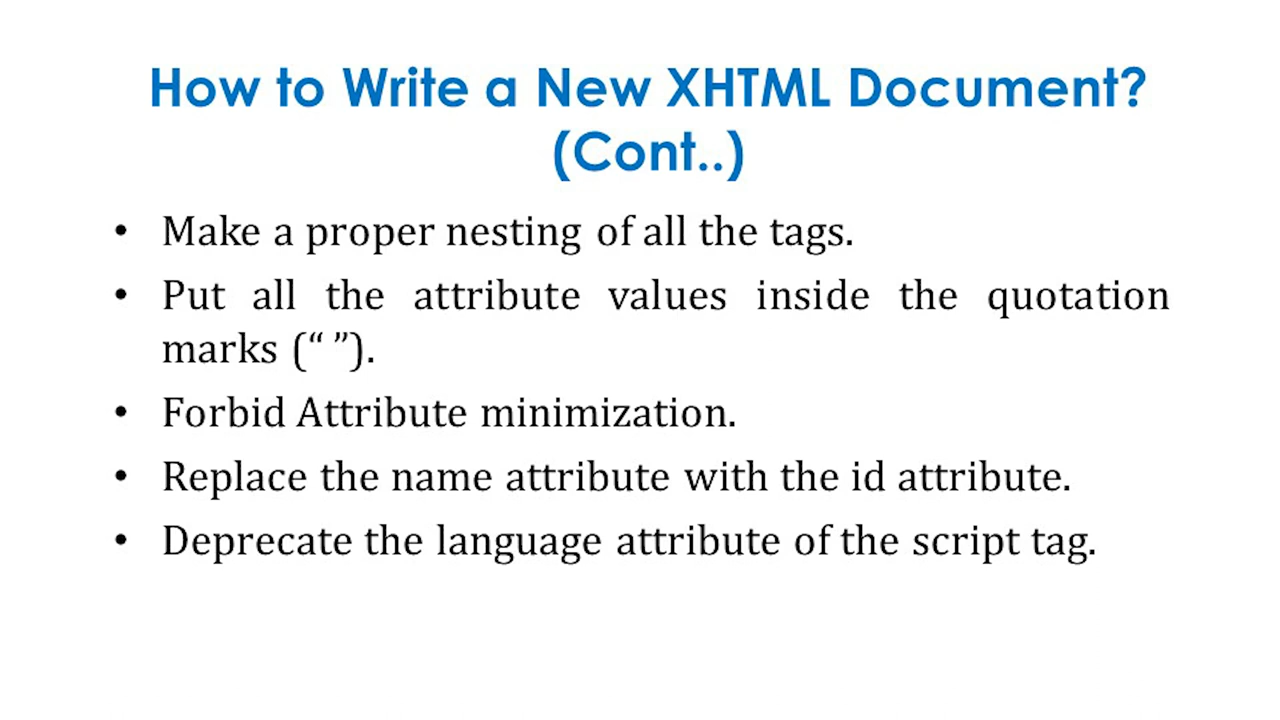 How to Write a New XHTML Document?
(Cont..)
• Make a proper nesting of all the tags.
• Put all the attribute values inside the quotation
marks (“ ”).
• Forbid Attribute minimization.
• Replace the name attribute with the id attribute.
• Deprecate the language attribute of the script tag.